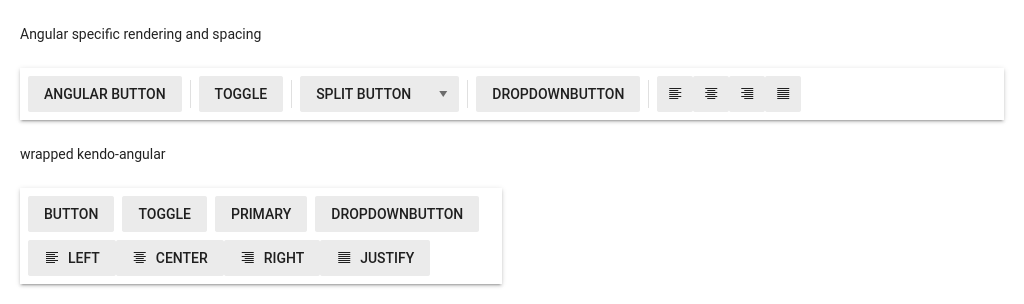 Angular specific rendering and spacing
ANGULAR BUTTON TOGGLE SPLIT BUTTON DROPDOWNBUTTON
wrapped kendo-angular
BUTTON TOGGLE PRIMARY DROPDOWNBUTTON
LEFT CENTER RIGHT JUSTIFY